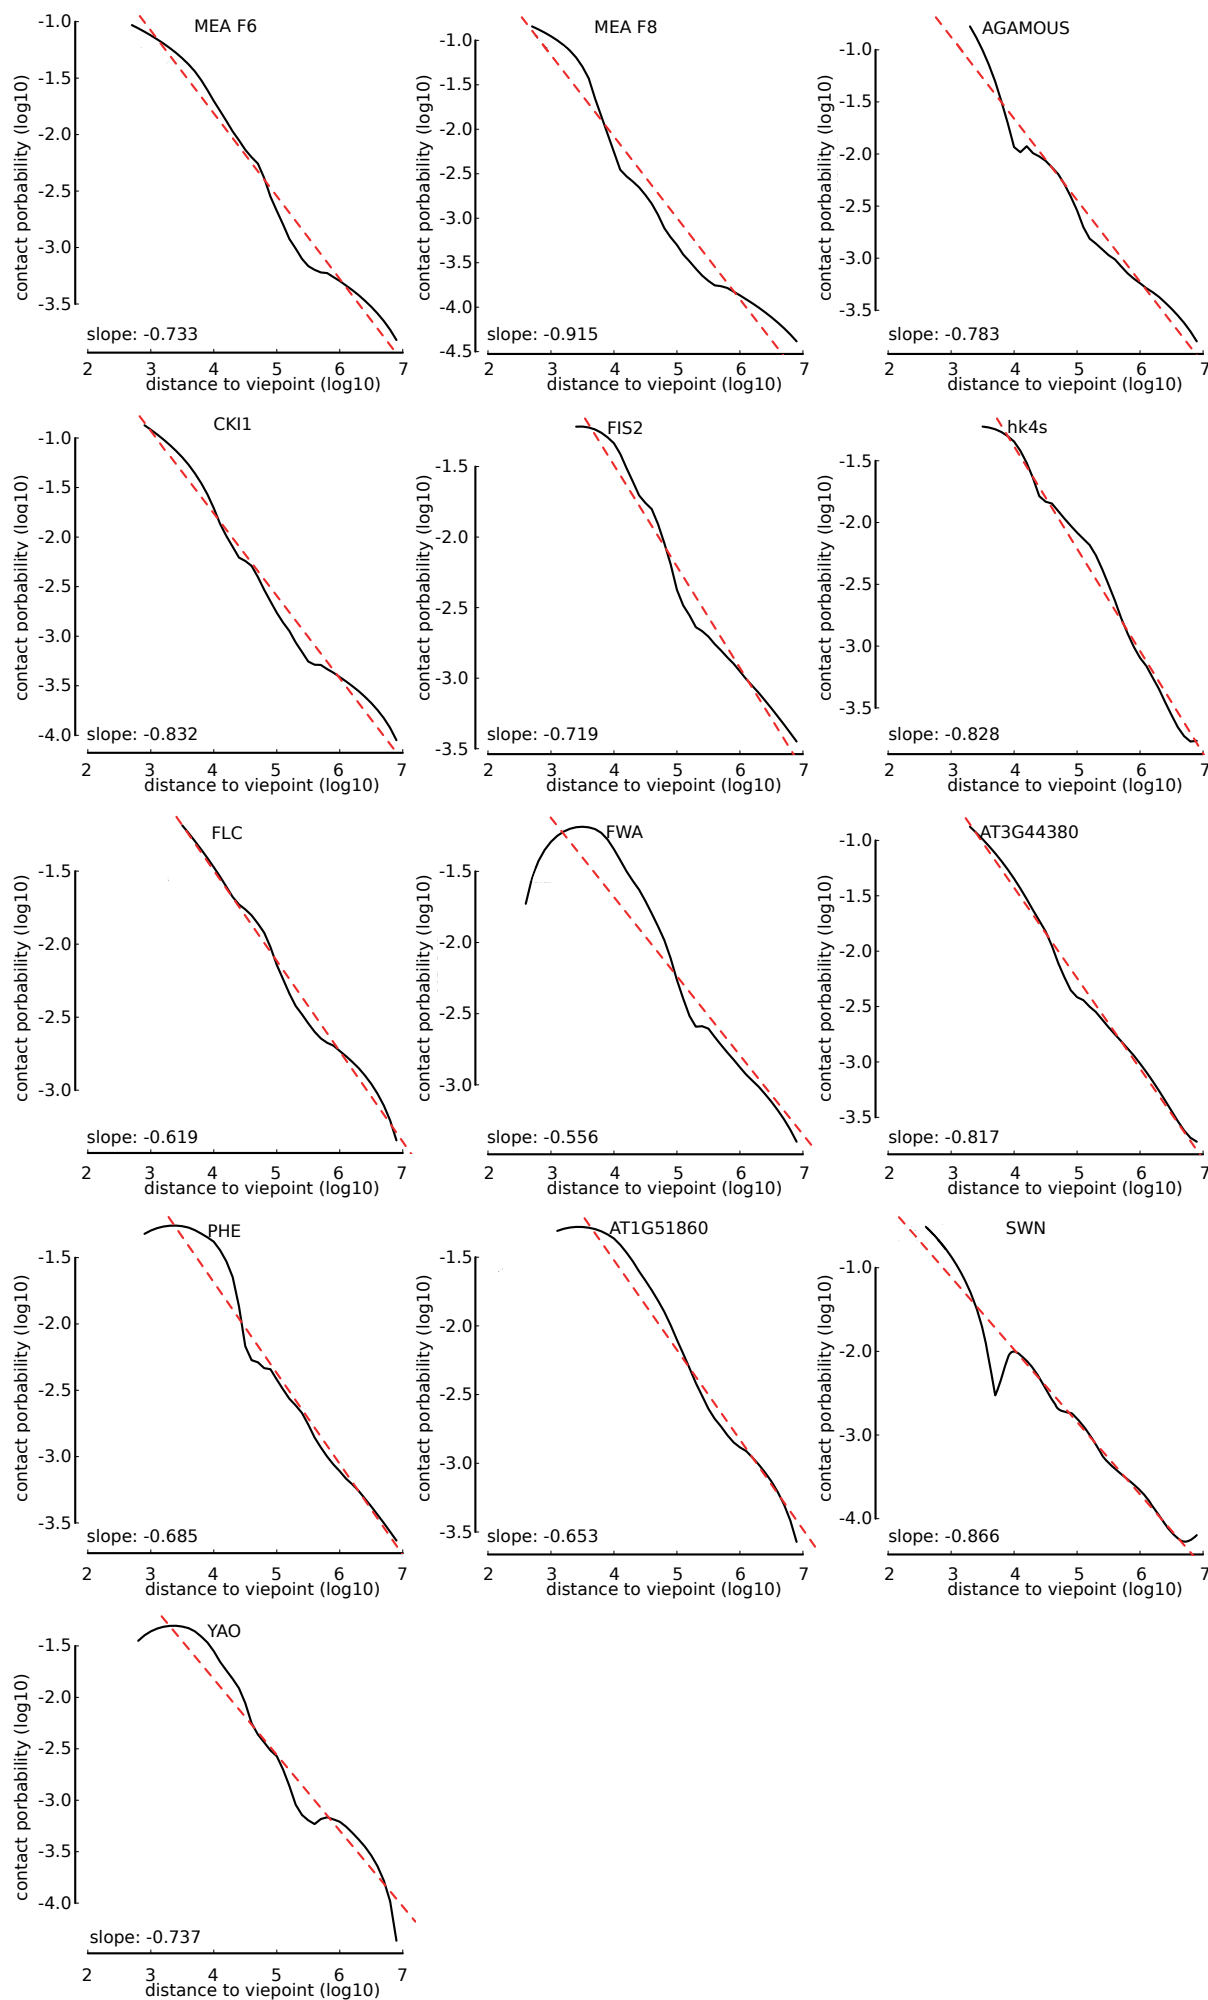 MEA F6
contact porbability (log10)
-1.0
-1.5
-2.0
-2.5
-3.0
-3.5
slope: -0.733
2 3 4 5 6 7
distance to viepoint (log10)
MEA F8
contact porbability (log10)
-1.0
-1.5
-2.0
-2.5
-3.0
-3.5
-4.0
-4.5
slope: -0.915
2 3 4 5 6 7
distance to viepoint (log10)
AGAMOUS
contact porbability (log10)
-1.0
-1.5
-2.0
-2.5
-3.0
-3.5
slope: -0.783
2 3 4 5 6 7
distance to viepoint (log10)
CKI1
contact porbability (log10)
-1.0
-1.5
-2.0
-2.5
-3.0
-3.5
-4.0
slope: -0.832
2 3 4 5 6 7
distance to viepoint (log10)
FIS2
contact porbability (log10)
-1.5
-2.0
-2.5
-3.0
-3.5
slope: -0.719
2 3 4 5 6 7
distance to viepoint (log10)
hk4s
contact porbability (log10)
-1.5
-2.0
-2.5
-3.0
-3.5
slope: -0.828
2 3 4 5 6 7
distance to viepoint (log10)
FLC
contact porbability (log10)
-1.5
-2.0
-2.5
-3.0
slope: -0.619
2 3 4 5 6 7
distance to viepoint (log10)
FWA
contact porbability (log10)
-1.5
-2.0
-2.5
-3.0
slope: -0.556
2 3 4 5 6 7
distance to viepoint (log10)
AT3G44380
contact porbability (log10)
-1.0
-1.5
-2.0
-2.5
-3.0
-3.5
slope: -0.817
2 3 4 5 6 7
distance to viepoint (log10)
PHE
contact porbability (log10)
-1.5
-2.0
-2.5
-3.0
-3.5
slope: -0.685
2 3 4 5 6 7
distance to viepoint (log10)
AT1G51860
contact porbability (log10)
-1.5
-2.0
-2.5
-3.0
-3.5
slope: -0.653
2 3 4 5 6 7
distance to viepoint (log10)
SWN
contact porbability (log10)
-1.0
-2.0
-3.0
-4.0
slope: -0.866
2 3 4 5 6 7
distance to viepoint (log10)
YAO
contact porbability (log10)
-1.5
-2.0
-2.5
-3.0
-3.5
-4.0
slope: -0.737
2 3 4 5 6 7
distance to viepoint (log10)